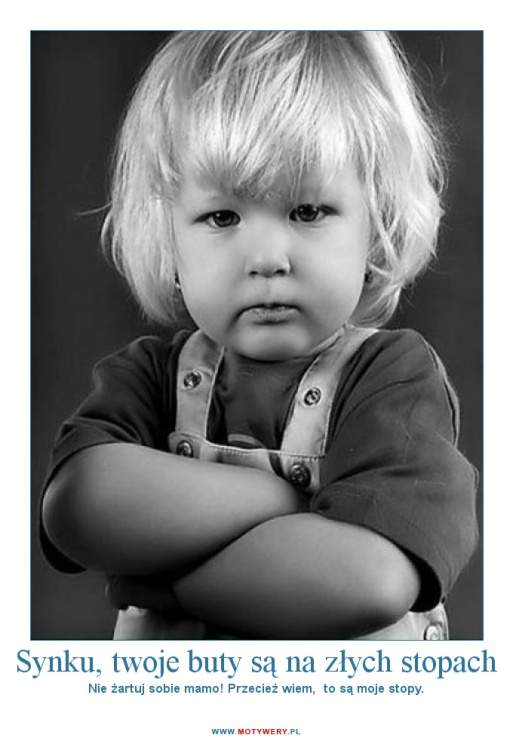 Synku, twoje buty są na złych stopach
Nie żartuj sobie mamo! Przecież wiem, to są moje stopy.
WWW.MOTYWERY.PL